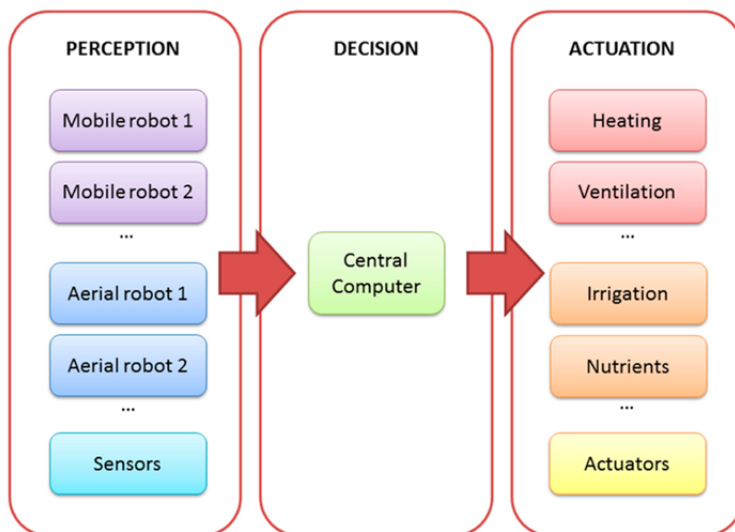 PERCEPTION
Mobile robot 1
Mobile robot 2
...
Aerial robot 1
Aerial robot 2
...
Sensors
DECISION
Central
Computer
ACTUATION
Heating
Ventilation
...
Irrigation
Nutrients
...
Actuators